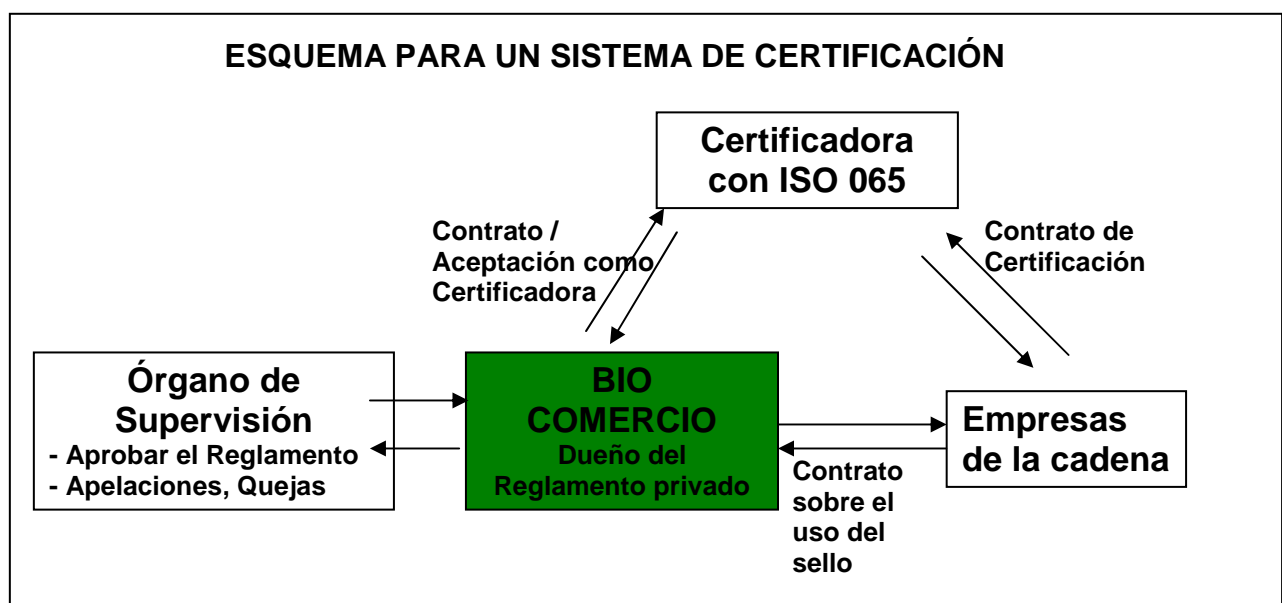 ESQUEMA PARA UN SISTEMA DE CERTIFICACIÓN
Certificadora
con ISO 065
Contrato /
Aceptación como
Certificadora
Contrato de
Certificación
Órgano de
Supervisión
- Aprobar el Reglamento
- Apelaciones, Quejas
BIO
COMERCIO
Dueño del
Reglamento privado
Empresas
de la cadena
Contrato
sobre el
uso del
sello